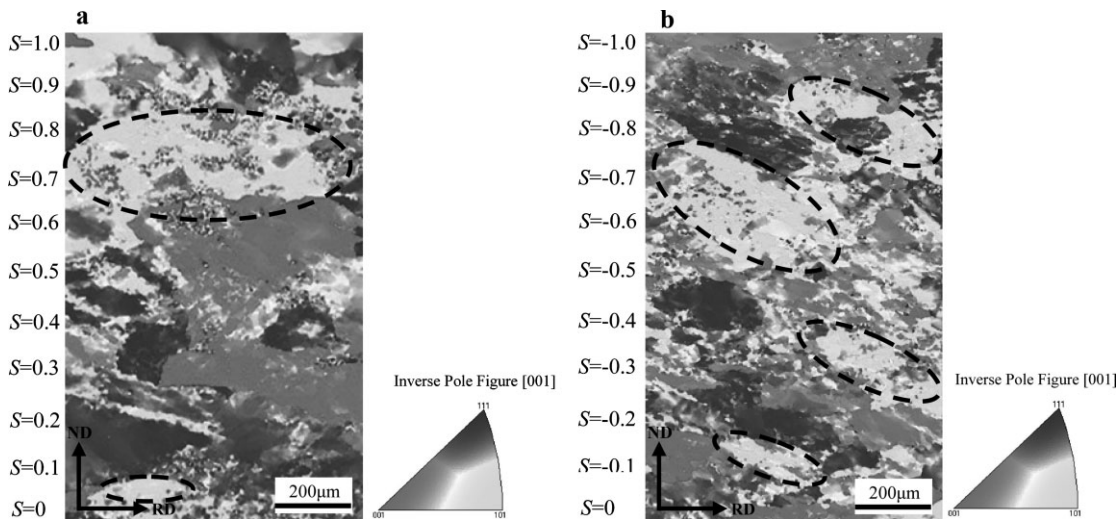 a
S=1.0
S=0.9
S=0.8
S=0.7
S=0.6
S=0.5
S=0.4
S=0.3
S=0.2
S=0.1
S=0
ND
RD
200μm
Inverse Pole Figure [001]
111
001
101
b
S=-1.0
S=-0.9
S=-0.8
S=-0.7
S=-0.6
S=-0.5
S=-0.4
S=-0.3
S=-0.2
S=-0.1
S=0
ND
RD
200μm
Inverse Pole Figure [001]
111
001
101